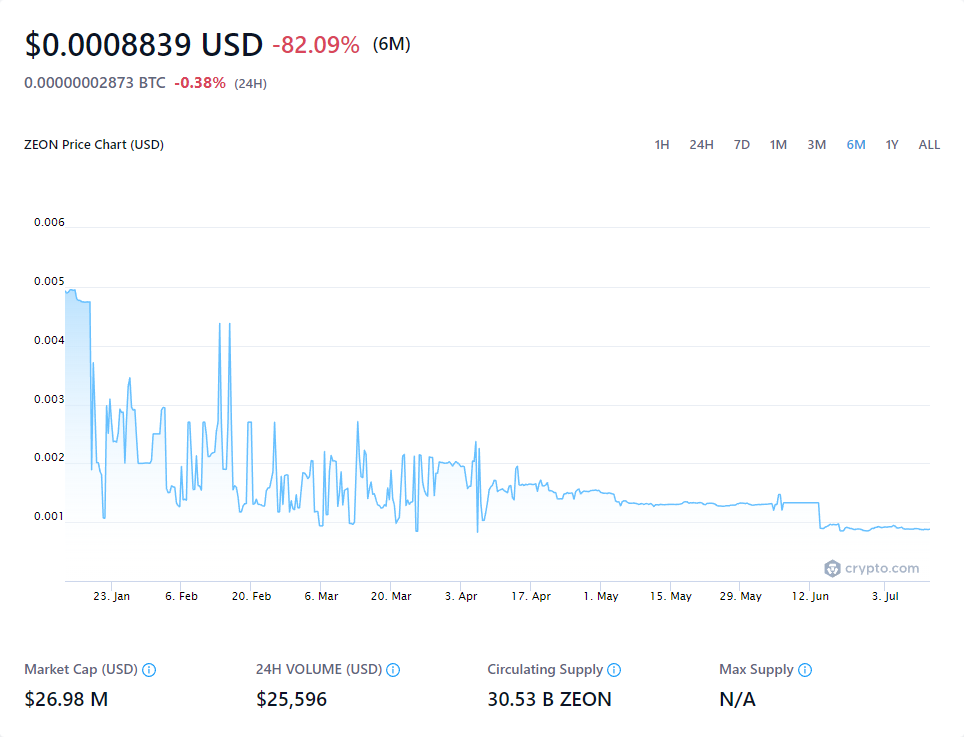 $0.0008839 USD -82.09% (6M)
0.00000002873 BTC -0.38% (24H)
ZEON Price Chart (USD) 1H 24H 7D 1M 3M 6M 1Y ALL
0.006
0.005
0.004
0.003
0.002
0.001
crypto.com
23. Jan 6. Feb 20. Feb 6. Mar 20. Mar 3. Apr 17. Apr 1. May 15. May 29. May 12. Jun 3. Jul
Market Cap (USD) 24H VOLUME (USD) Circulating Supply Max Supply
$26.98 M $25,596 30.53 B ZEON N/A